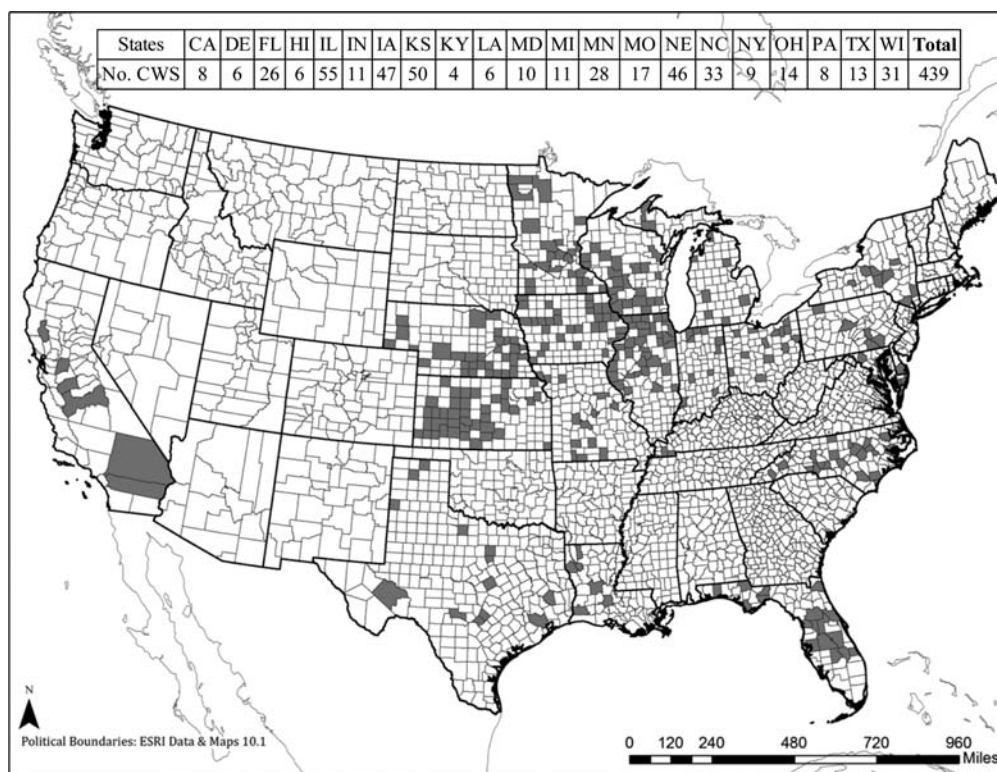 States CA DE FL HI IL IN IA KS KY LA MD MI MN MO NE NC NY OH PA TX WI Total
No. CWS 8 6 26 6 55 11 47 50 4 6 10 11 28 17 46 33 9 14 8 13 31 439
N
Political Boundaries: ESRI Data & Maps 10.1
0 120 240 480 720 960
Miles